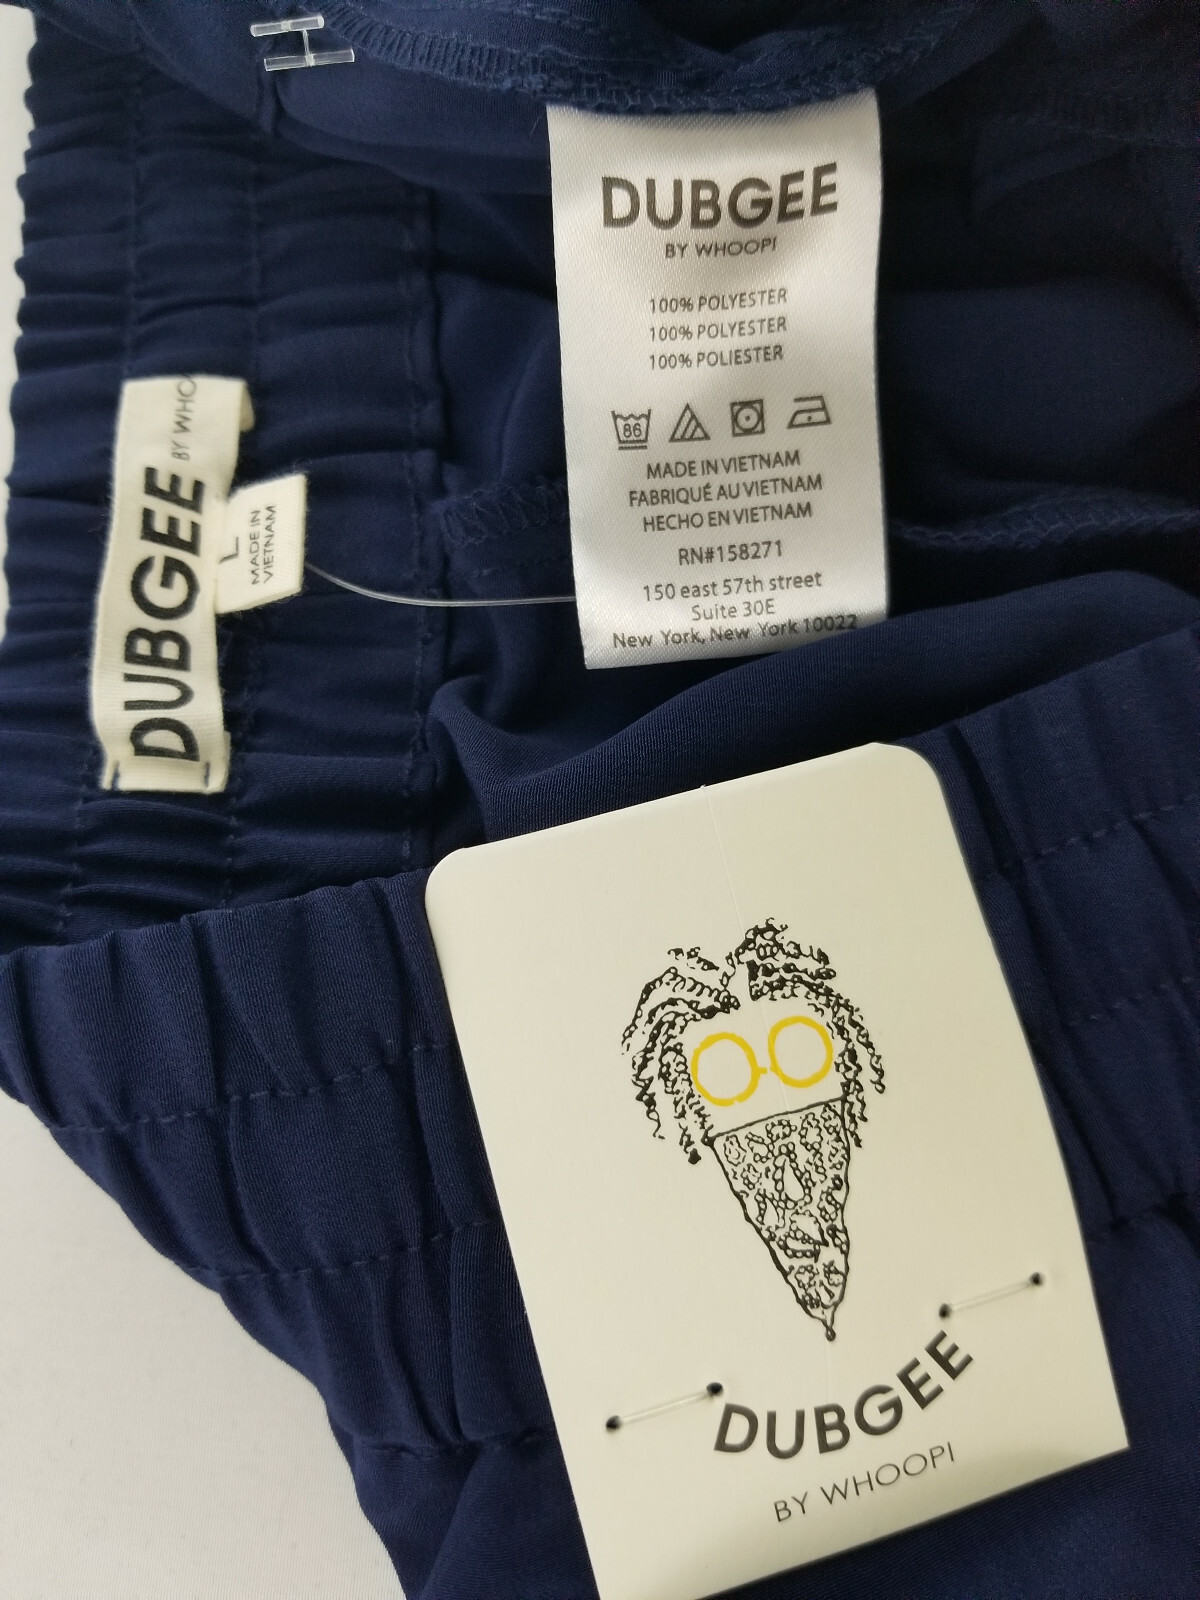 DUBGEE
BY WHOOPI
100% POLYESTER
100% POLYESTER
100% POLIESTER
86
MADE IN VIETNAM
FABRIQUÉ AU VIETNAM
HECHO EN VIETNAM
RN#158271
150 east 57th street
Suite 30E
New York, New York 10022
DUBGEE
BY WHO
L
MADE IN
VIETNAM
DUBGEE
BY WHOOPI